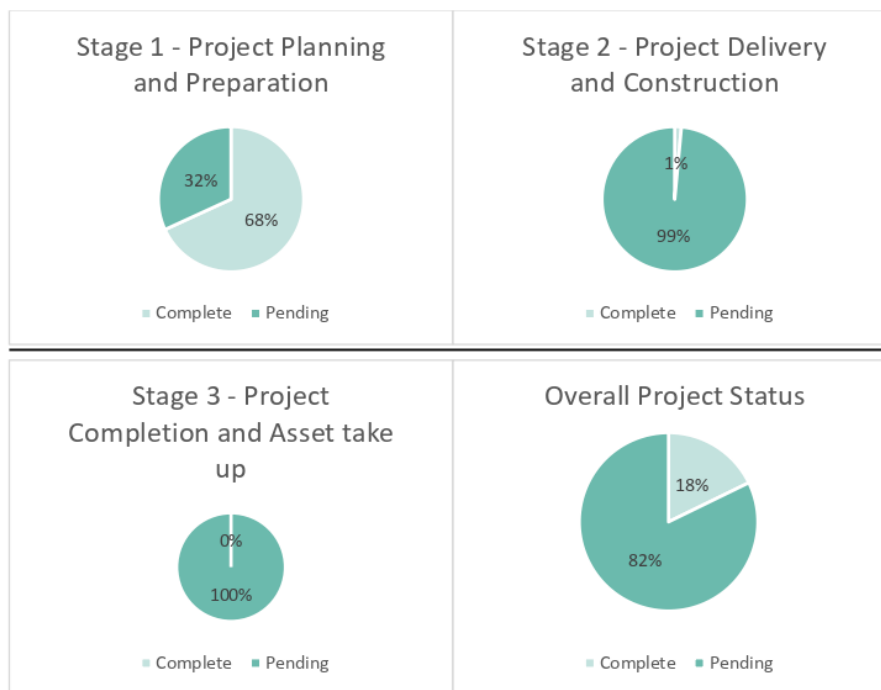 Stage 1 - Project Planning
and Preparation
32%
68%
Complete Pending
Stage 2 - Project Delivery
and Construction
1%
99%
Complete Pending
Stage 3 - Project
Completion and Asset take
up
0%
100%
Complete Pending
Overall Project Status
18%
82%
Complete Pending